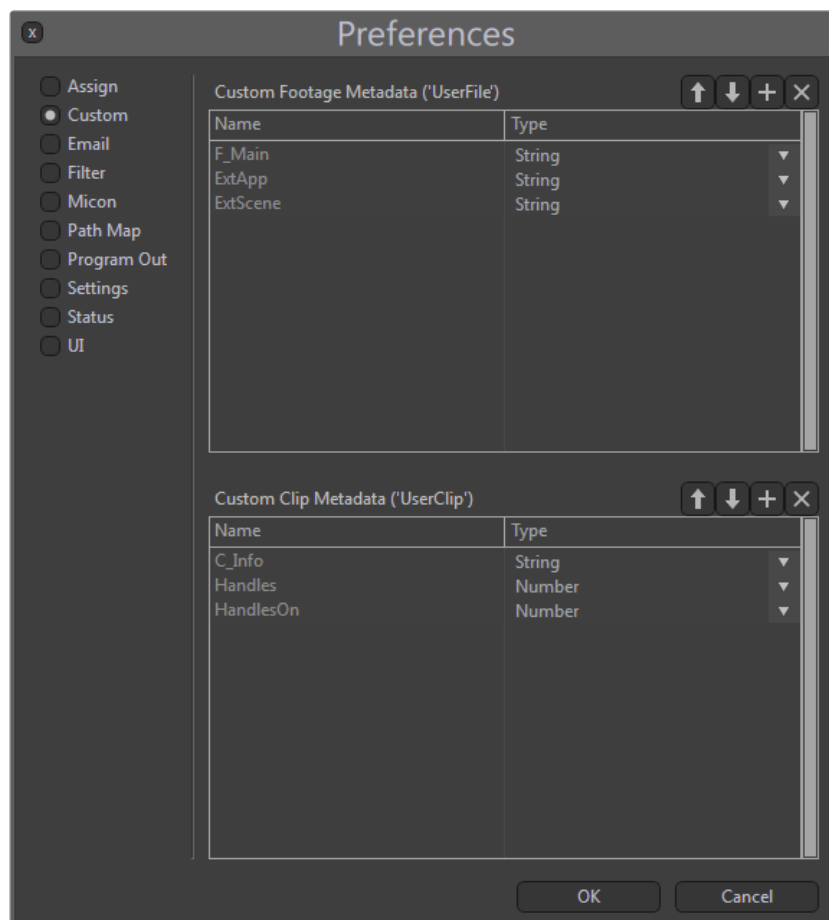 x
Preferences
Assign
Custom
Email
Filter
Micon
Path Map
Program Out
Settings
Status
UI
Custom Footage Metadata ('UserFile')
Name Type
F_Main String
ExtApp String
ExtScene String
Custom Clip Metadata ('UserClip')
Name Type
C_Info String
Handles Number
HandlesOn Number
OK Cancel